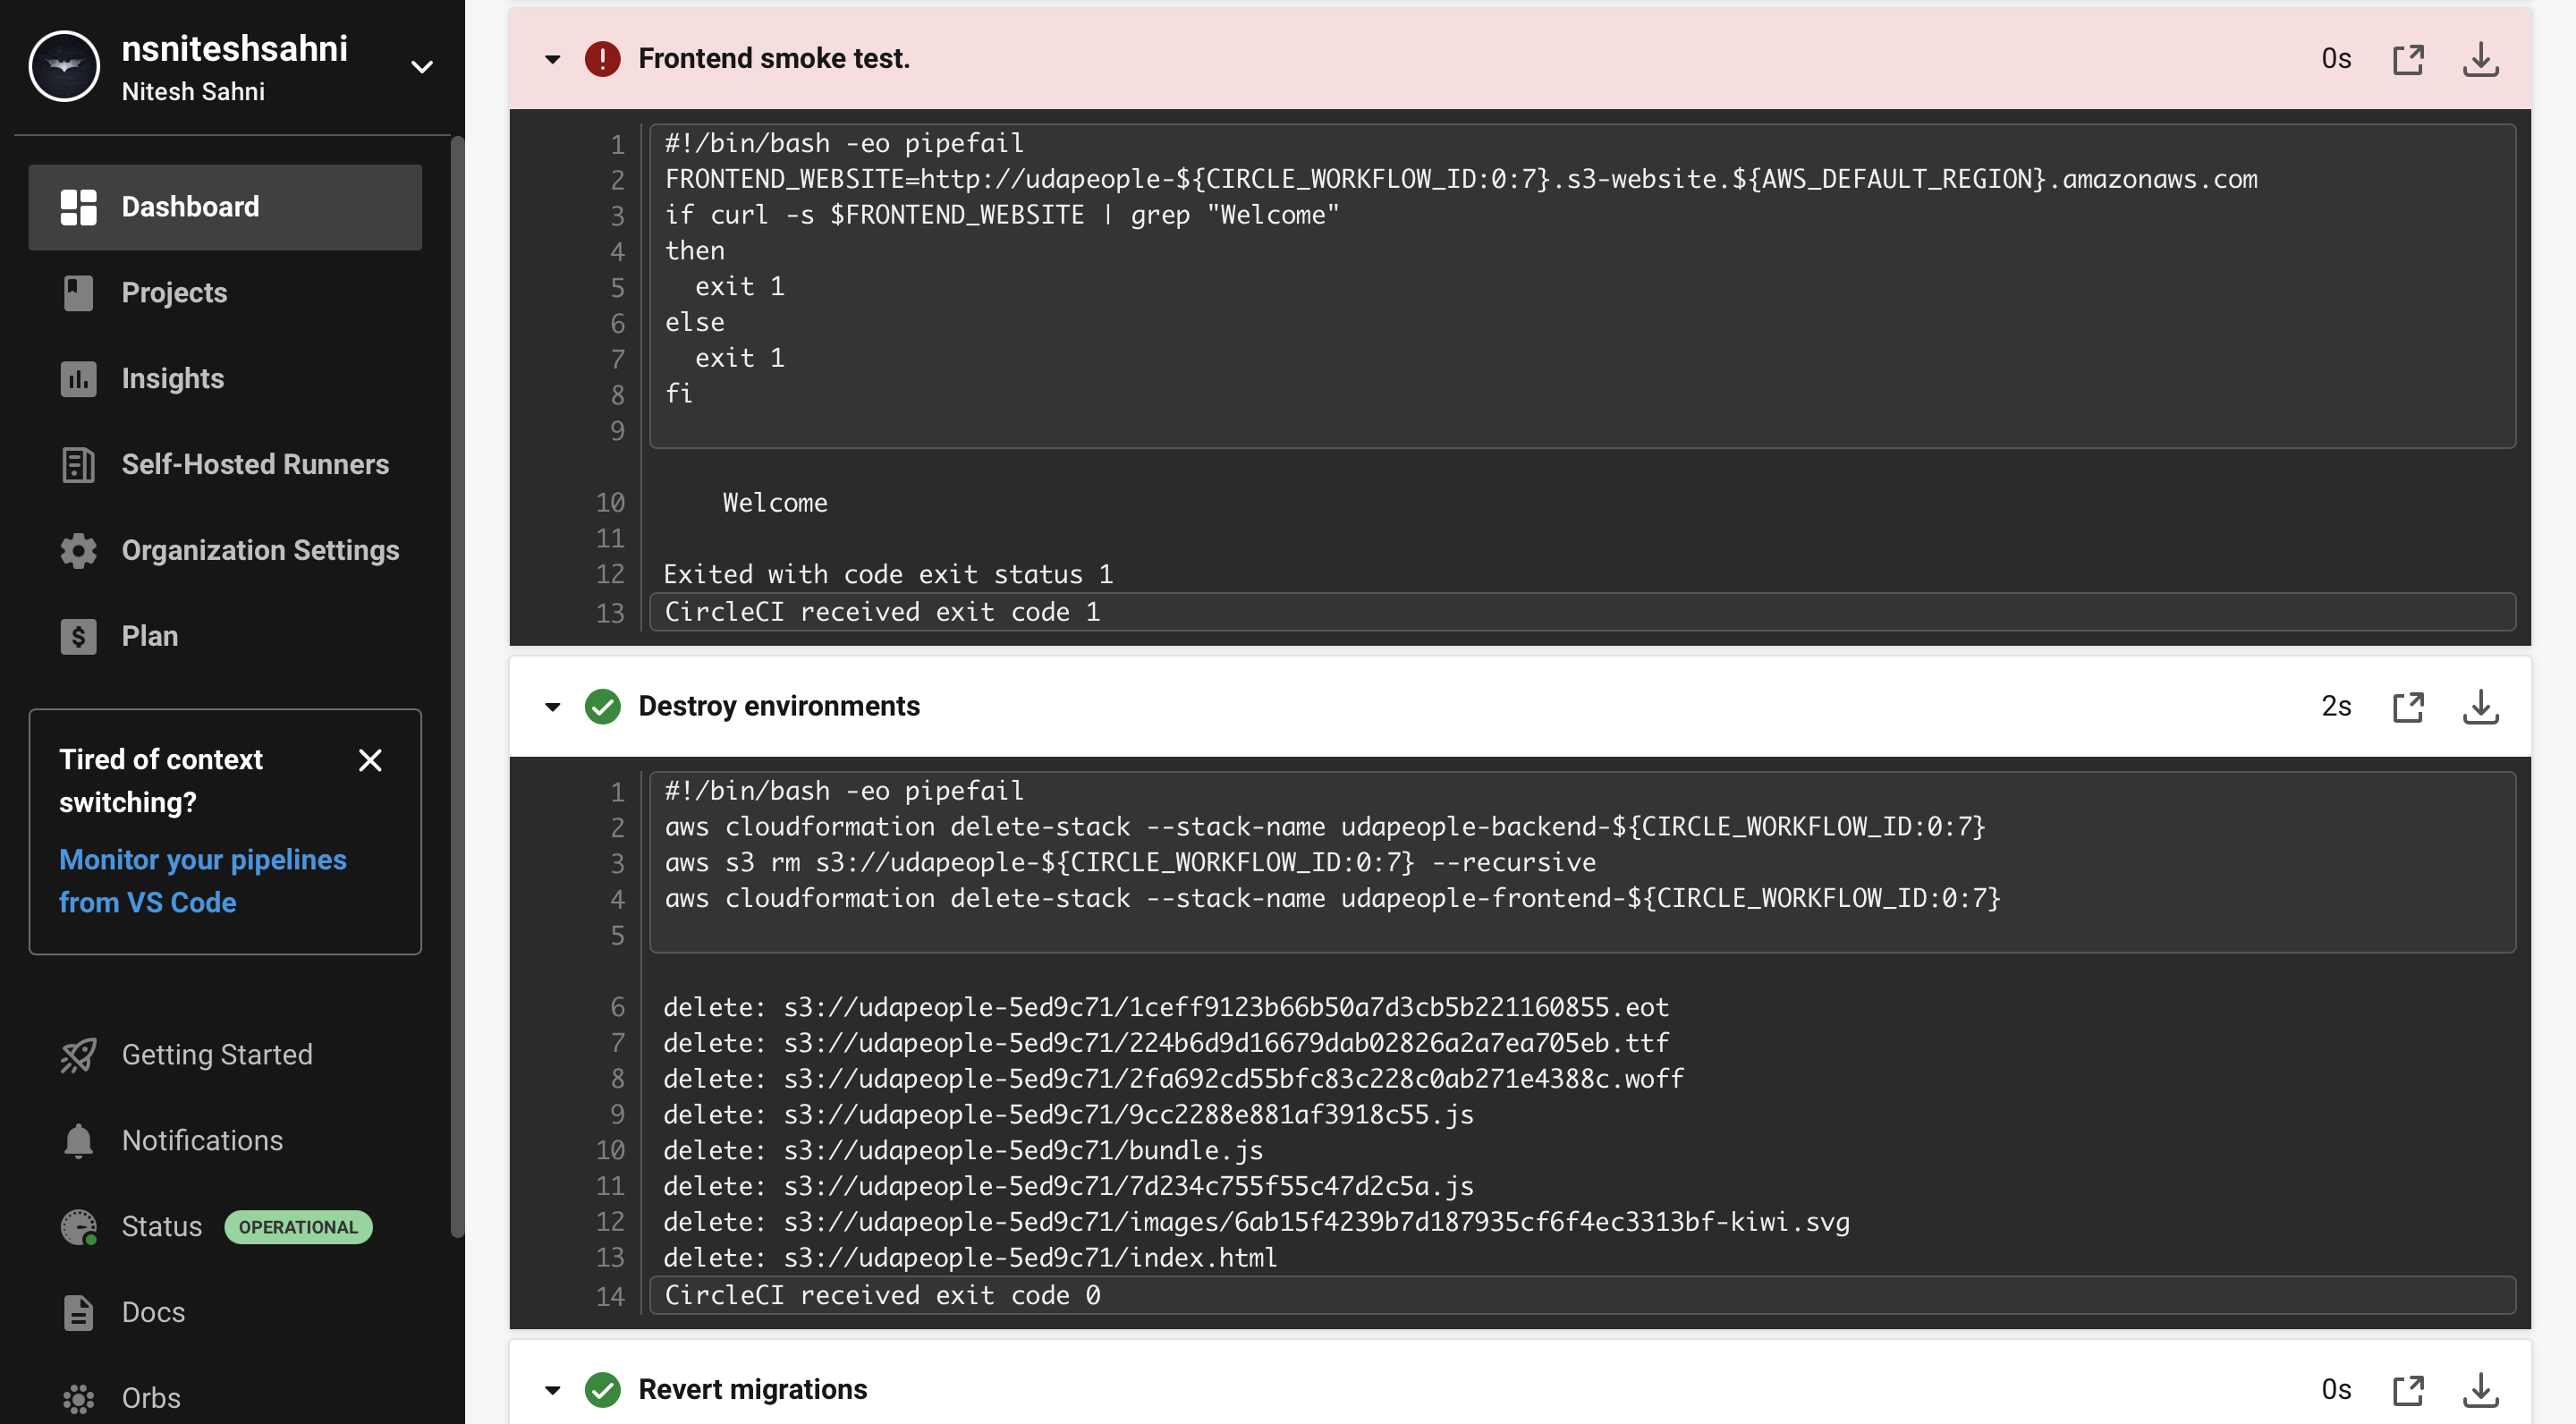 nsniteshsahni
Nitesh Sahni
Dashboard
Projects
Insights
Self-Hosted Runners
Organization Settings
Plan
Tired of context
switching?
Monitor your pipelines
from VS Code
Getting Started
Notifications
Status OPERATIONAL
Docs
Orbs
Frontend smoke test. 0s
1 #!/bin/bash -eo pipefail
2 FRONTEND_WEBSITE=http://udapeople-${CIRCLE_WORKFLOW_ID:0:7}.s3-website.${AWS_DEFAULT_REGION}.amazonaws.com
3 if curl -s $FRONTEND_WEBSITE | grep "Welcome"
4 then
5 exit 1
6 else
7 exit 1
8 fi
9
10 Welcome
11
12 Exited with code exit status 1
13 CircleCI received exit code 1
Destroy environments 2s
1 #!/bin/bash -eo pipefail
2 aws cloudformation delete-stack --stack-name udapeople-backend-${CIRCLE_WORKFLOW_ID:0:7}
3 aws s3 rm s3://udapeople-${CIRCLE_WORKFLOW_ID:0:7} --recursive
4 aws cloudformation delete-stack --stack-name udapeople-frontend-${CIRCLE_WORKFLOW_ID:0:7}
5
6 delete: s3://udapeople-5ed9c71/1ceff9123b66b50a7d3cb5b221160855.eot
7 delete: s3://udapeople-5ed9c71/224b6d9d16679dab02826a2a7ea705eb.ttf
8 delete: s3://udapeople-5ed9c71/2fa692cd55bfc83c228c0ab271e4388c.woff
9 delete: s3://udapeople-5ed9c71/9cc2288e881af3918c55.js
10 delete: s3://udapeople-5ed9c71/bundle.js
11 delete: s3://udapeople-5ed9c71/7d234c755f55c47d2c5a.js
12 delete: s3://udapeople-5ed9c71/images/6ab15f4239b7d187935cf6f4ec3313bf-kiwi.svg
13 delete: s3://udapeople-5ed9c71/index.html
14 CircleCI received exit code 0
Revert migrations 0s